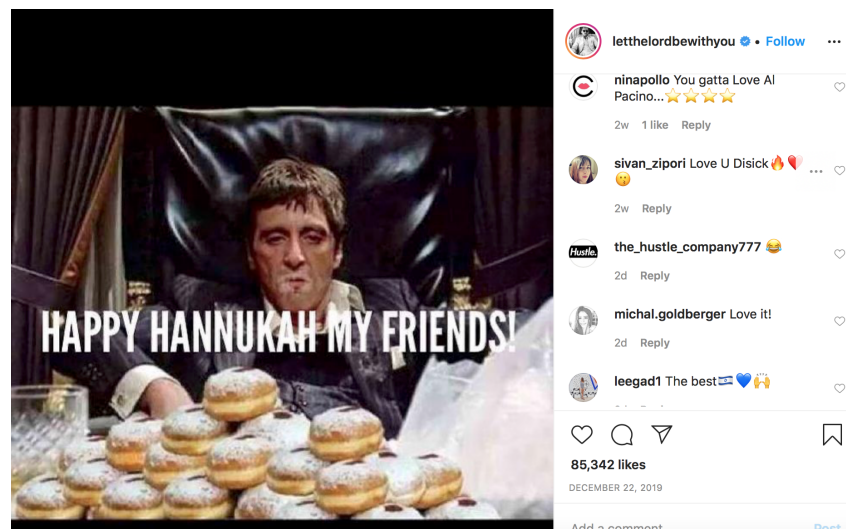 letthelordbewithyou • Follow
ninapollo You gatta Love Al
Pacino...⭐⭐⭐⭐
2w 1 like Reply
sivan_zipori Love U Disick🔥💔
😗
2w Reply
Hustle.
the_hustle_company777 😂
2d Reply
michal.goldberger Love it!
2d Reply
leegad1 The best🇮🇱💙🙌
HAPPY HANNUKAH MY FRIENDS!
85,342 likes
DECEMBER 22, 2019
Add a comment
Post